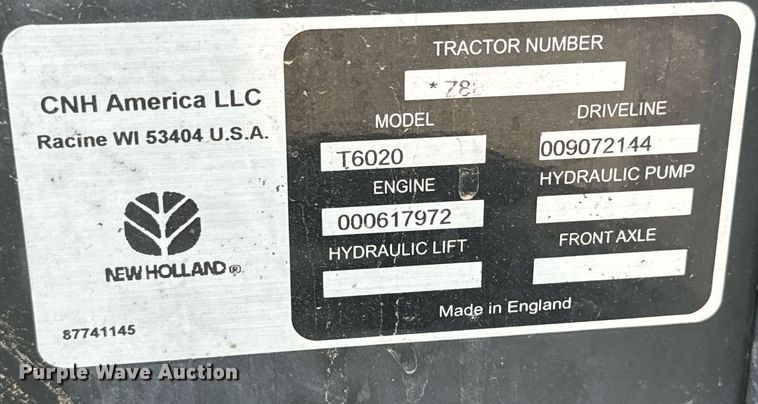 CNH America LLC
Racine WI 53404 U.S.A.
NEW HOLLAND ®.
87741145
TRACTOR NUMBER
MODEL
T6020
DRIVELINE
009072144
ENGINE
000617972
HYDRAULIC PUMP
HYDRAULIC LIFT
FRONT AXLE
Made in England
Purple Wave Auction